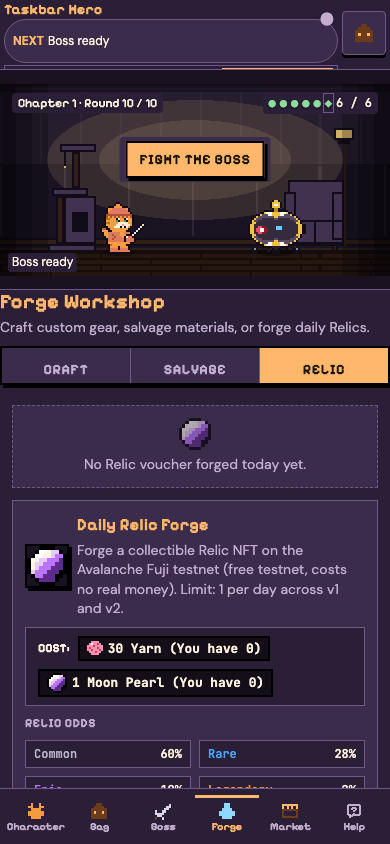 Taskbar Hero
NEXT Boss ready
Chapter 1 · Round 10 / 10
6 / 6
FIGHT THE BOSS
Boss ready
Forge Workshop
Craft custom gear, salvage materials, or forge daily Relics.
CRAFT
SALVAGE
RELIC
No Relic voucher forged today yet.
Daily Relic Forge
Forge a collectible Relic NFT on the
Avalanche Fuji testnet (free testnet, costs
no real money). Limit: 1 per day across v1
and v2.
COST:
30 Yarn (You have 0)
1 Moon Pearl (You have 0)
RELIC ODDS
Common 60%
Rare 28%
Character
Bag
Boss
Forge
Market
Help